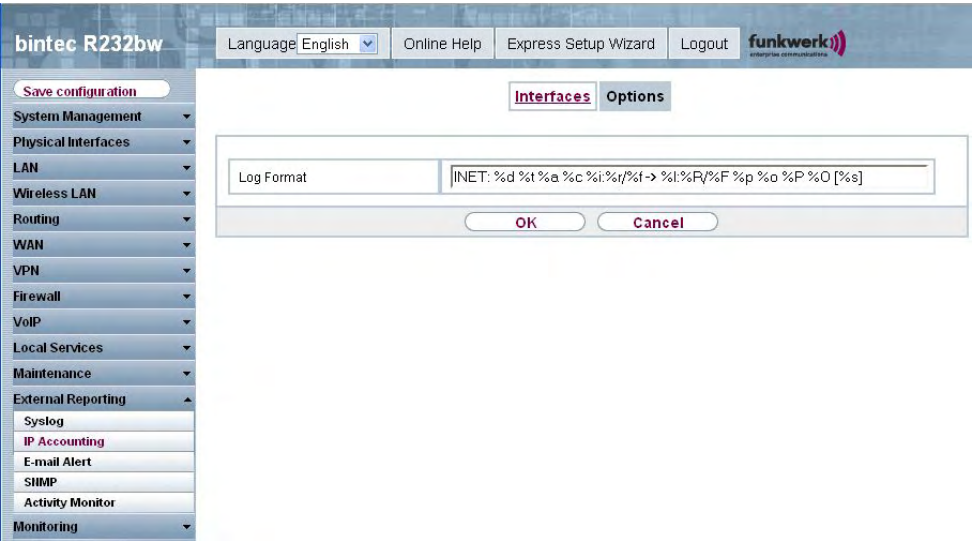 bintec R232bw
Language English
Online Help
Express Setup Wizard
Logout
funkwerk
enterprise communications
Save configuration
System Management
Physical Interfaces
LAN
Wireless LAN
Routing
WAN
VPN
Firewall
VoIP
Local Services
Maintenance
External Reporting
Syslog
IP Accounting
E-mail Alert
SNMP
Activity Monitor
Monitoring
Interfaces
Options
Log Format
INET: %d %t %a %c %i:%r/%f -> %I:%R/%F %p %o %P %O [%s]
OK
Cancel